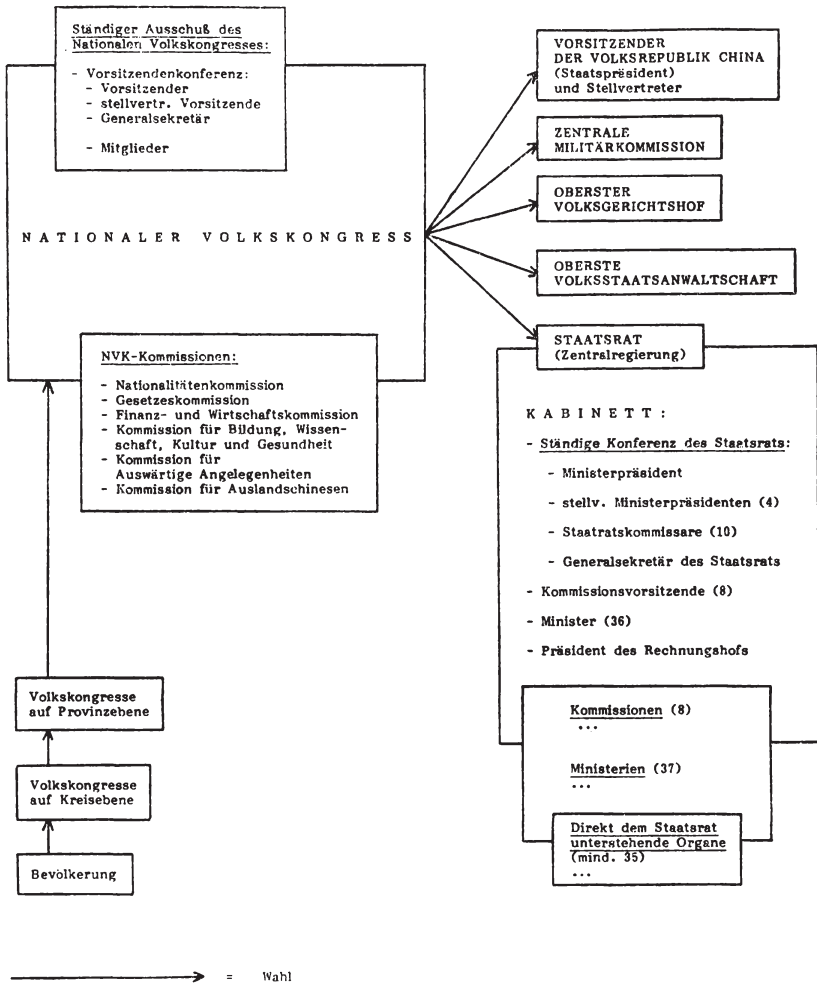 Ständiger Ausschuß des
Nationalen Volkskongresses:
- Vorsitzendenkonferenz:
- Vorsitzender
- stellvertr. Vorsitzende
- Generalsekretär
- Mitglieder
NATIONALER VOLKSKONGRESS
NVK-Kommissionen:
- Nationalitätenkommission
- Gesetzeskommission
- Finanz- und Wirtschaftskommission
- Kommission für Bildung, Wissen-
schaft, Kultur und Gesundheit
- Kommission für
Auswärtige Angelegenheiten
- Kommission für Auslandschinesen
Volkskongresse
auf Provinzebene
Volkskongresse
auf Kreisebene
Bevölkerung
VORSITZENDER
DER VOLKSREPUBLIK CHINA
(Staatspräsident)
und Stellvertreter
ZENTRALE
MILITÄRKOMMISSION
OBERSTER
VOLKSGERICHTSHOF
OBERSTE
VOLKSSTAATSANWALTSCHAFT
STAATSRAT
(Zentralregierung)
KABINETT:
- Ständige Konferenz des Staatsrats:
- Ministerpräsident
- stellv. Ministerpräsidenten (4)
- Staatratskommissare (10)
- Generalsekretär des Staatsrats
- Kommissionsvorsitzende (8)
- Minister (36)
- Präsident des Rechnungshofs
Kommissionen (8)
...
Ministerien (37)
...
Direkt dem Staatsrat
unterstehende Organe
(mind. 35)
...
= Wahl